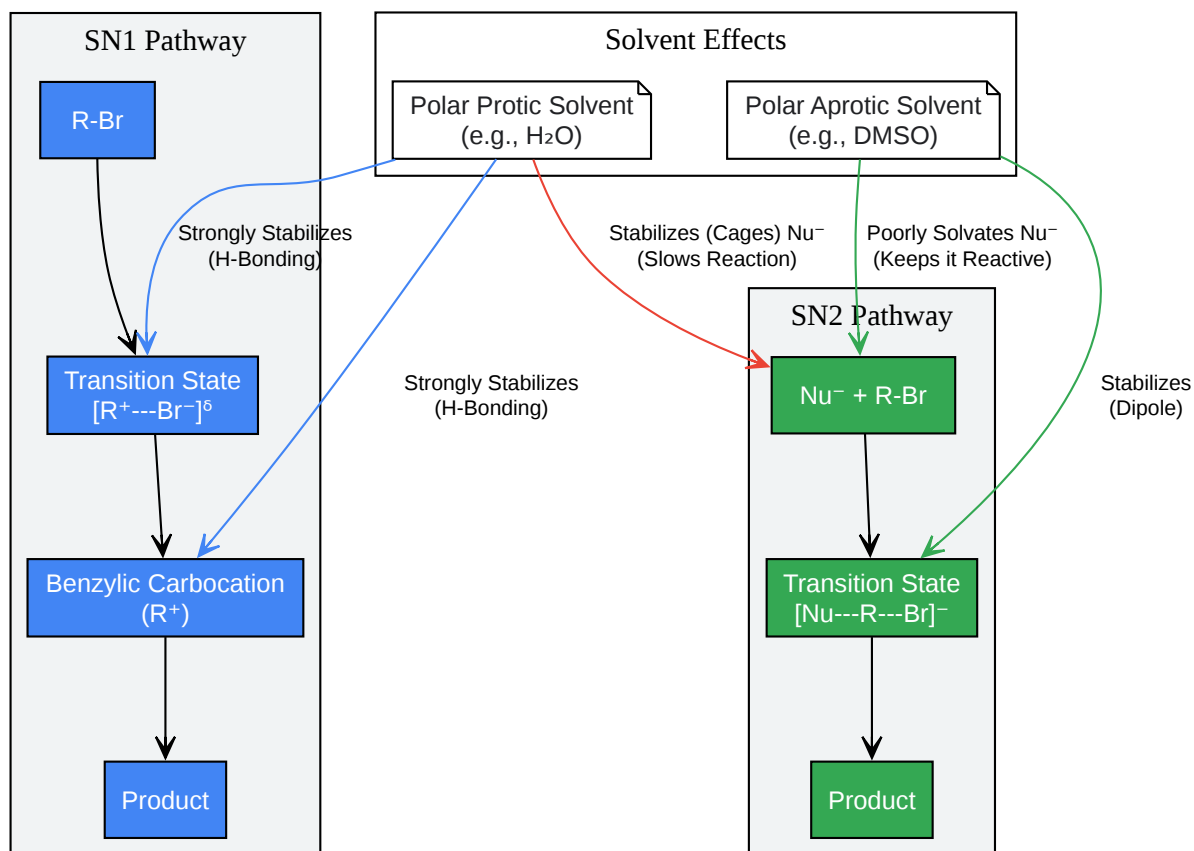 SN1 Pathway
R-Br
Transition State
[R⁺---Br⁻]ᵟ
Benzylic Carbocation
(R⁺)
Product
Solvent Effects
Polar Protic Solvent
(e.g., H₂O)
Polar Aprotic Solvent
(e.g., DMSO)
Strongly Stabilizes
(H-Bonding)
Strongly Stabilizes
(H-Bonding)
Stabilizes (Cages) Nu⁻
(Slows Reaction)
Poorly Solvates Nu⁻
(Keeps it Reactive)
Stabilizes
(Dipole)
SN2 Pathway
Nu⁻ + R-Br
Transition State
[Nu---R---Br]⁻
Product